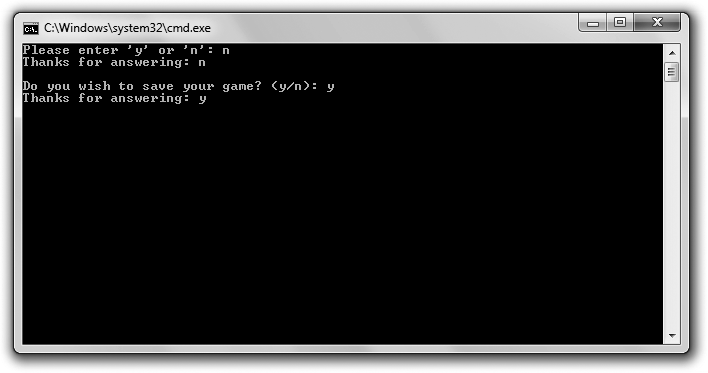 C:\Windows\system32\cmd.exe
Please enter 'y' or 'n': n
Thanks for answering: n
Do you wish to save your game? (y/n): y
Thanks for answering: y